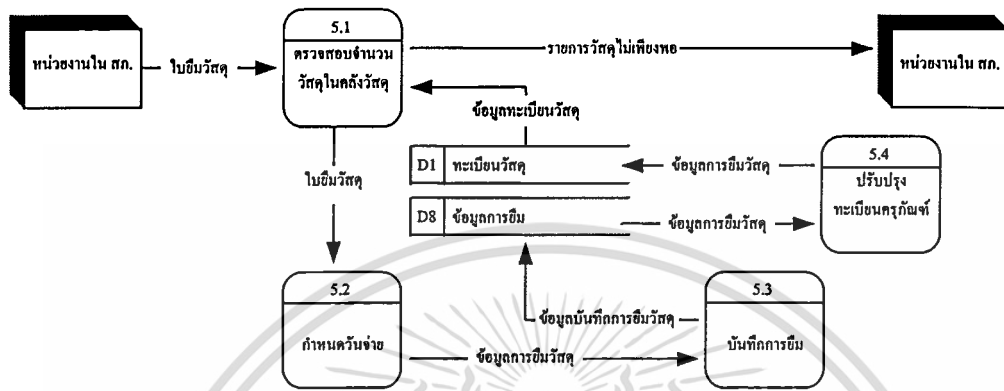 5.1
ตรวจสอบจำนวน
วัสดุในคลังวัสดุ
หน่วยงานใน สก.
ใบยืมวัสดุ
รายการวัสดุไม่เพียงพอ
หน่วยงานใน สก.
ข้อมูลทะเบียนวัสดุ
ใบยืมวัสดุ
D1 ทะเบียนวัสดุ
ข้อมูลการยืมวัสดุ
5.4
ปรับปรุง
ทะเบียนครุภัณฑ์
D8 ข้อมูลการยืม
ข้อมูลการยืมวัสดุ
5.2
กำหนดวันจ่าย
ข้อมูลบันทึกการยืมวัสดุ
5.3
บันทึกการยืม
ข้อมูลการยืมวัสดุ